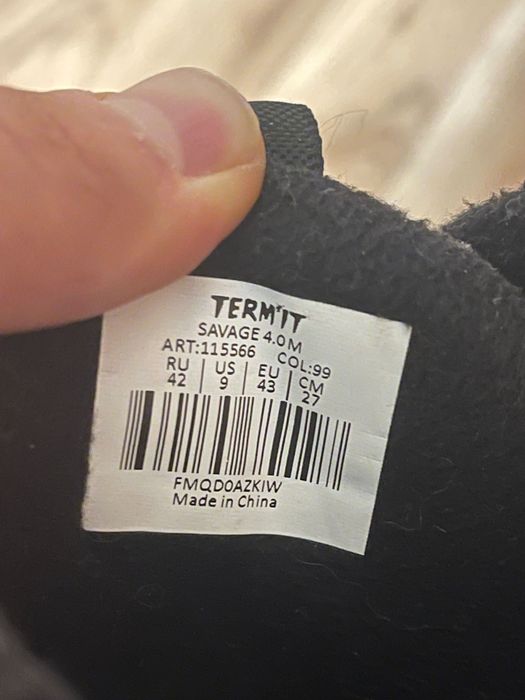 TERM'IT
SAVAGE 4.0 M
ART:115566 COL:99
RU | US | EU | CM
42 9 43 27
FMQD0AZKIW
Made in China